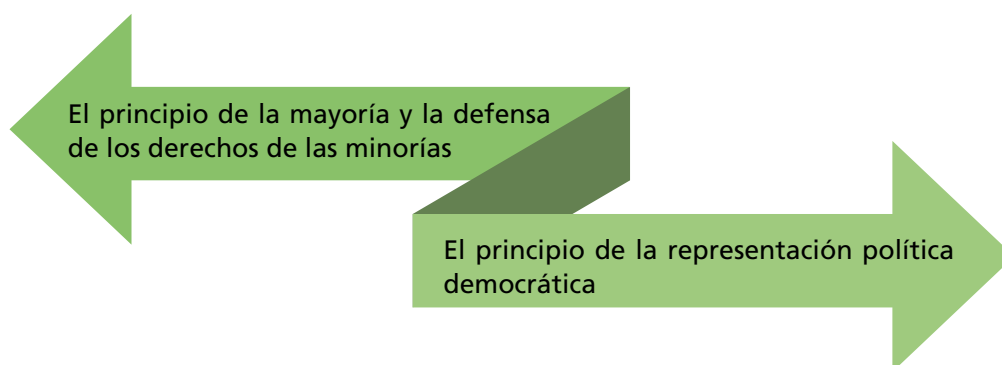 El principio de la mayoría y la defensa
de los derechos de las minorías
El principio de la representación política
democrática